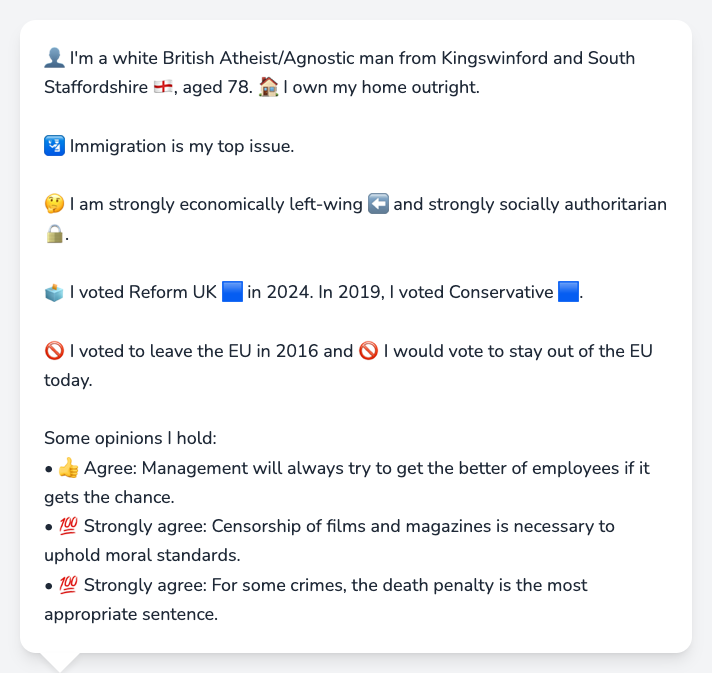 👤 I'm a white British Atheist/Agnostic man from Kingswinford and South
Staffordshire 🏴󠁧󠁢󠁥󠁮󠁧󠁿, aged 78. 🏠 I own my home outright.
🛂 Immigration is my top issue.
🤔 I am strongly economically left-wing ⬅️ and strongly socially authoritarian
🔒.
🗳️ I voted Reform UK 🟦 in 2024. In 2019, I voted Conservative 🟦.
🚫 I voted to leave the EU in 2016 and 🚫 I would vote to stay out of the EU
today.
Some opinions I hold:
• 👍 Agree: Management will always try to get the better of employees if it
gets the chance.
• 💯 Strongly agree: Censorship of films and magazines is necessary to
uphold moral standards.
• 💯 Strongly agree: For some crimes, the death penalty is the most
appropriate sentence.